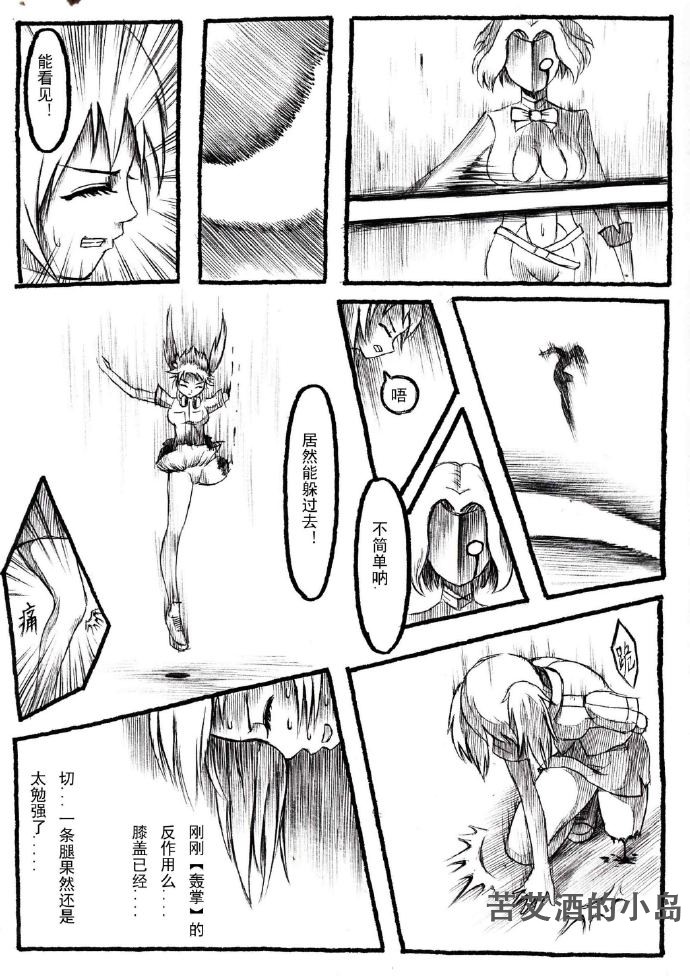 能看见！
唔
居然能躲过去！
不简单呐．
痛
跪
刚刚【轰掌】的
反作用么．．．
膝盖已经．．．．
切．．．一条腿果然还是
太勉强了．．．．．
苦艾酒的小岛